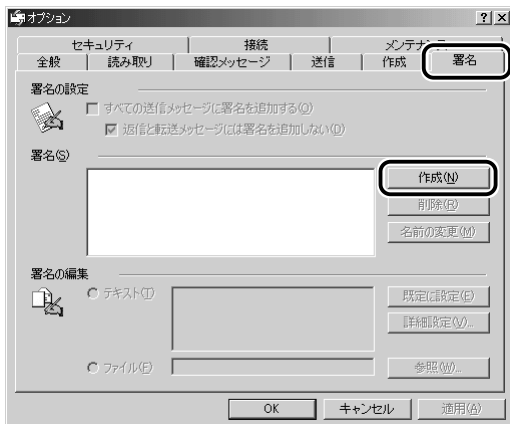 オプション
セキュリティ 接続 メンテナンス
全般 読み取り 確認メッセージ 送信 作成 署名
署名の設定
すべての送信メッセージに署名を追加する(O)
返信と転送メッセージには署名を追加しない(D)
署名(S)
作成(N)
削除(R)
名前の変更(M)
署名の編集
テキスト(T)
既定に設定(E)
詳細設定(V)...
ファイル(F)
参照(W)...
OK キャンセル 適用(A)